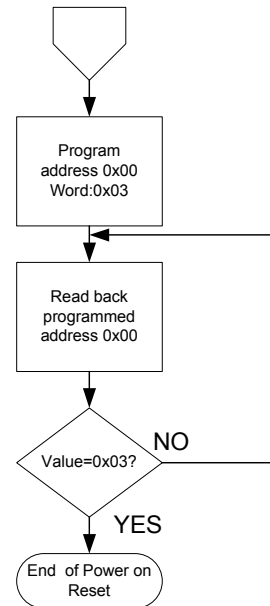 Program
address 0x00
Word:0x03
Read back
programmed
address 0x00
Value=0x03?
NO
YES
End of Power on
Reset